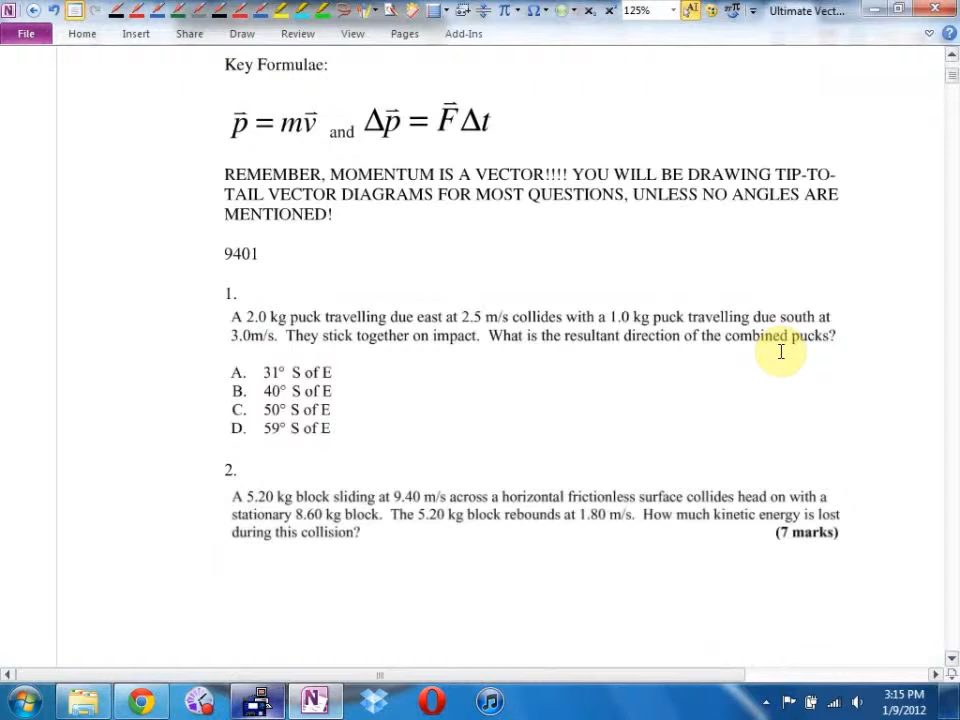 125%
Ultimate Vect...
File Home Insert Share Draw Review View Pages Add-Ins
Key Formulae:
p⃗ = mv⃗ and Δp⃗ = F⃗Δt
REMEMBER, MOMENTUM IS A VECTOR!!!! YOU WILL BE DRAWING TIP-TO-
TAIL VECTOR DIAGRAMS FOR MOST QUESTIONS, UNLESS NO ANGLES ARE
MENTIONED!
9401
1.
A 2.0 kg puck travelling due east at 2.5 m/s collides with a 1.0 kg puck travelling due south at
3.0m/s. They stick together on impact. What is the resultant direction of the combined pucks?
A. 31° S of E
B. 40° S of E
C. 50° S of E
D. 59° S of E
2.
A 5.20 kg block sliding at 9.40 m/s across a horizontal frictionless surface collides head on with a
stationary 8.60 kg block. The 5.20 kg block rebounds at 1.80 m/s. How much kinetic energy is lost
during this collision? (7 marks)
3:15 PM
1/9/2012